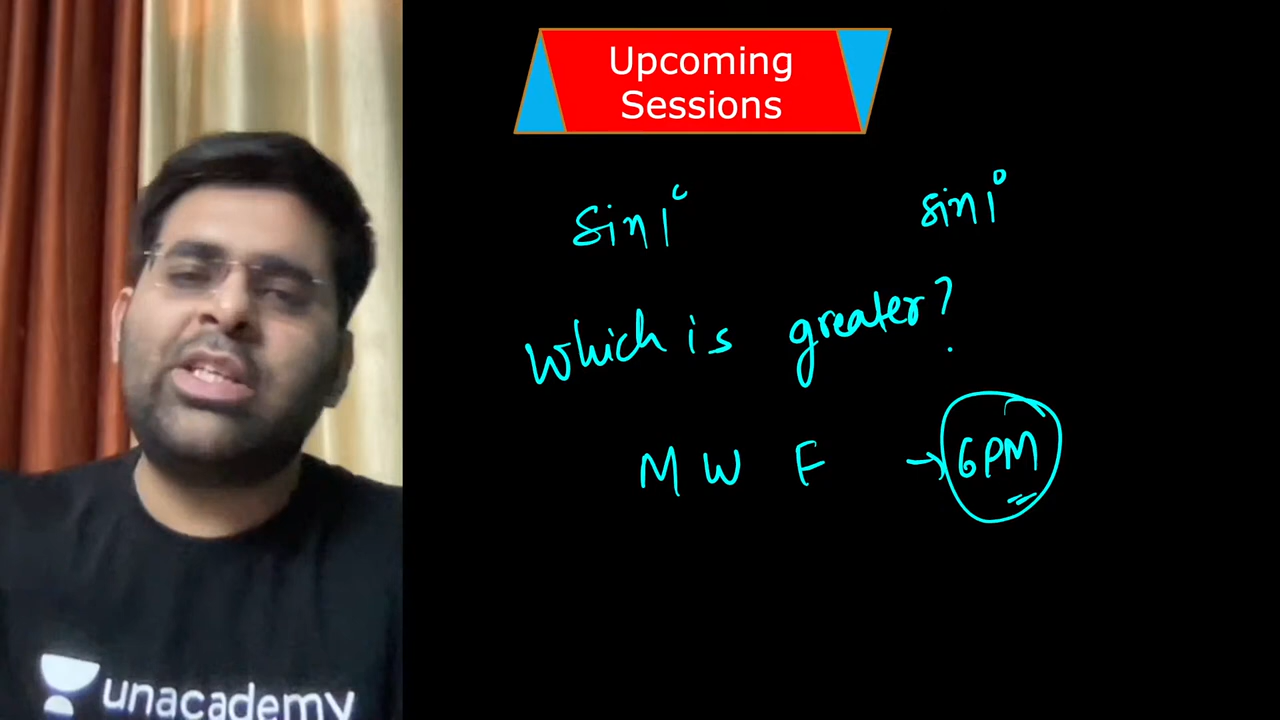 Upcoming
Sessions
Sin 1ᶜ sin 1°
Which is greater?
M W F → 6PM
unacademy